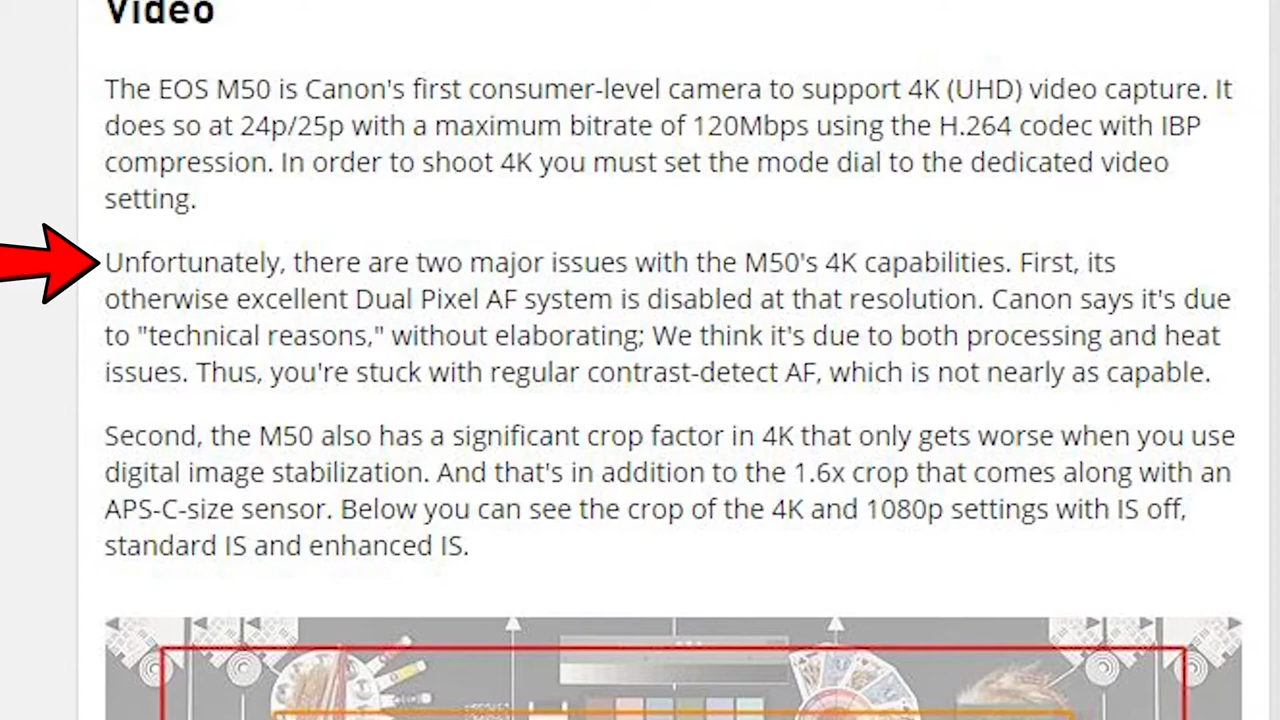 Video
The EOS M50 is Canon's first consumer-level camera to support 4K (UHD) video capture. It
does so at 24p/25p with a maximum bitrate of 120Mbps using the H.264 codec with IBP
compression. In order to shoot 4K you must set the mode dial to the dedicated video
setting.
Unfortunately, there are two major issues with the M50's 4K capabilities. First, its
otherwise excellent Dual Pixel AF system is disabled at that resolution. Canon says it's due
to "technical reasons," without elaborating; We think it's due to both processing and heat
issues. Thus, you're stuck with regular contrast-detect AF, which is not nearly as capable.
Second, the M50 also has a significant crop factor in 4K that only gets worse when you use
digital image stabilization. And that's in addition to the 1.6x crop that comes along with an
APS-C-size sensor. Below you can see the crop of the 4K and 1080p settings with IS off,
standard IS and enhanced IS.